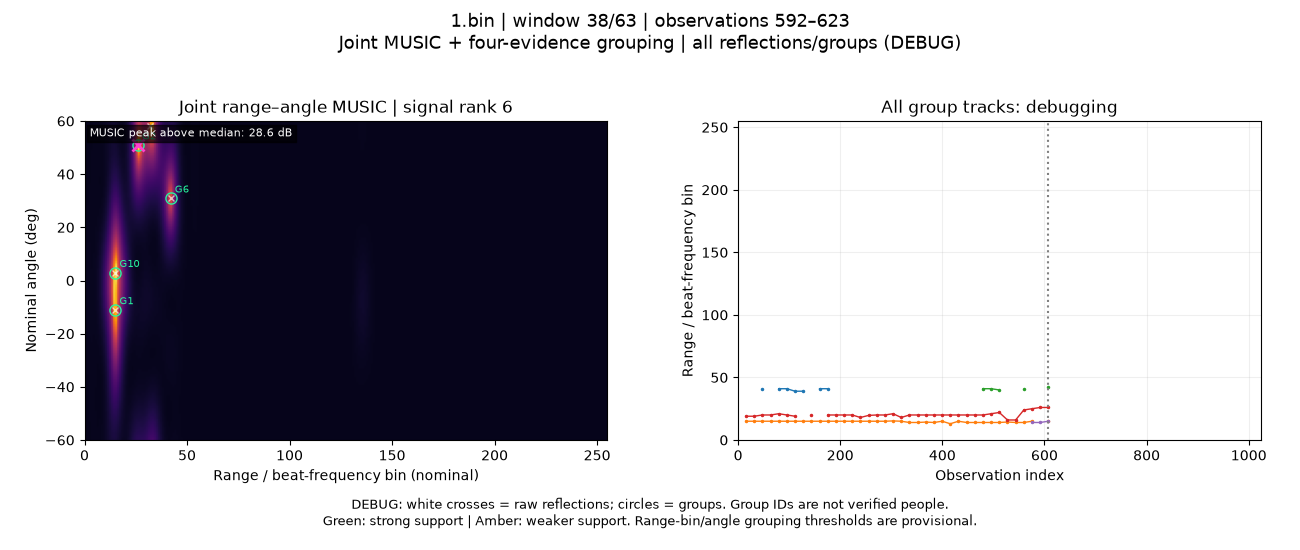 1.bin | window 38/63 | observations 592–623
Joint MUSIC + four-evidence grouping | all reflections/groups (DEBUG)
Joint range–angle MUSIC | signal rank 6
MUSIC peak above median: 28.6 dB
G6
G10
G1
60
40
20
0
−20
−40
−60
Nominal angle (deg)
0
50
100
150
200
250
Range / beat-frequency bin (nominal)
All group tracks: debugging
250
200
150
100
50
0
Range / beat-frequency bin
0
200
400
600
800
1000
Observation index
DEBUG: white crosses = raw reflections; circles = groups. Group IDs are not verified people.
Green: strong support | Amber: weaker support. Range-bin/angle grouping thresholds are provisional.